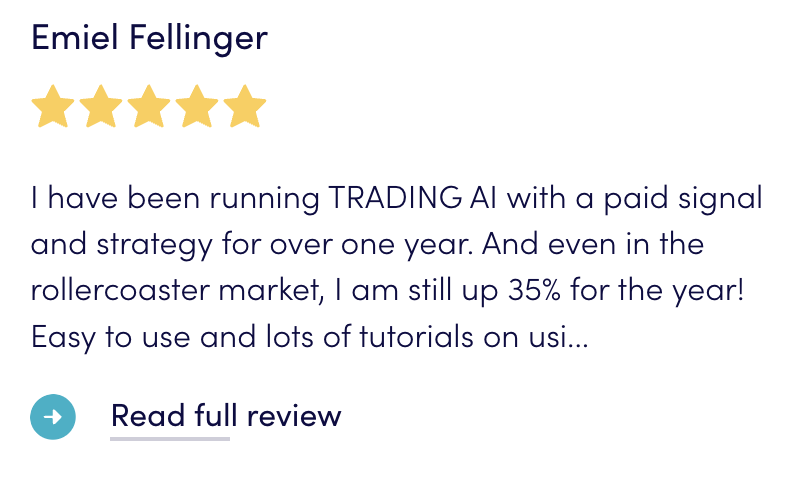 Emiel Fellinger
I have been running TRADING AI with a paid signal
and strategy for over one year. And even in the
rollercoaster market, I am still up 35% for the year!
Easy to use and lots of tutorials on usi...
Read full review